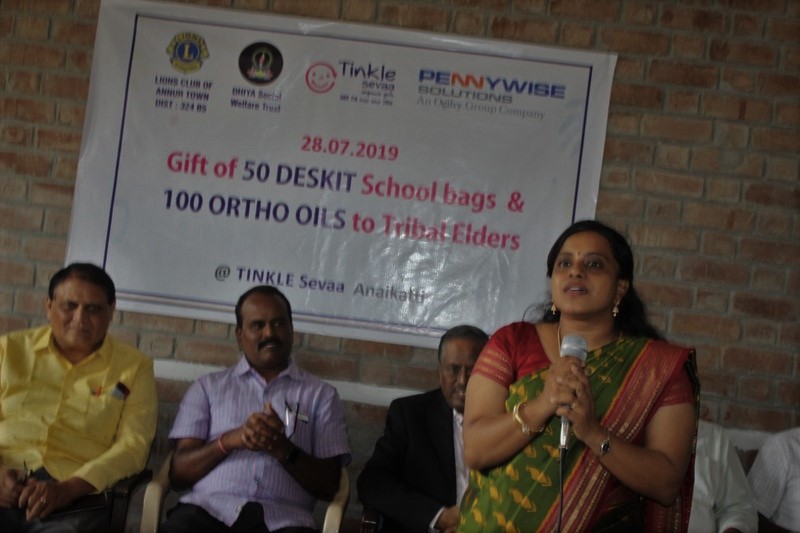 LIONS CLUB OF
ANNUR TOWN
DIST : 324 B5
DHIYA Social
Welfare Trust
Tinkle
sevaa
PENNYWISE
SOLUTIONS
An Ogilvy Group Company
28.07.2019
Gift of 50 DESKIT School bags &
100 ORTHO OILS to Tribal Elders
@ TINKLE Sevaa Anaikatti